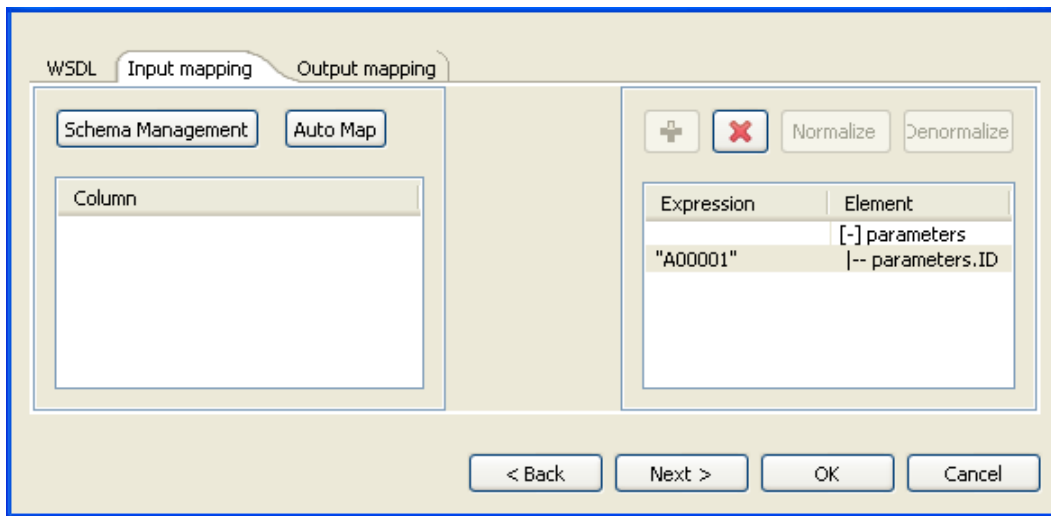 WSDL Input mapping Output mapping
Schema Management Auto Map
Normalize Denormalize
Column
Expression Element
[-] parameters
"A00001" |-- parameters.ID
< Back Next > OK Cancel